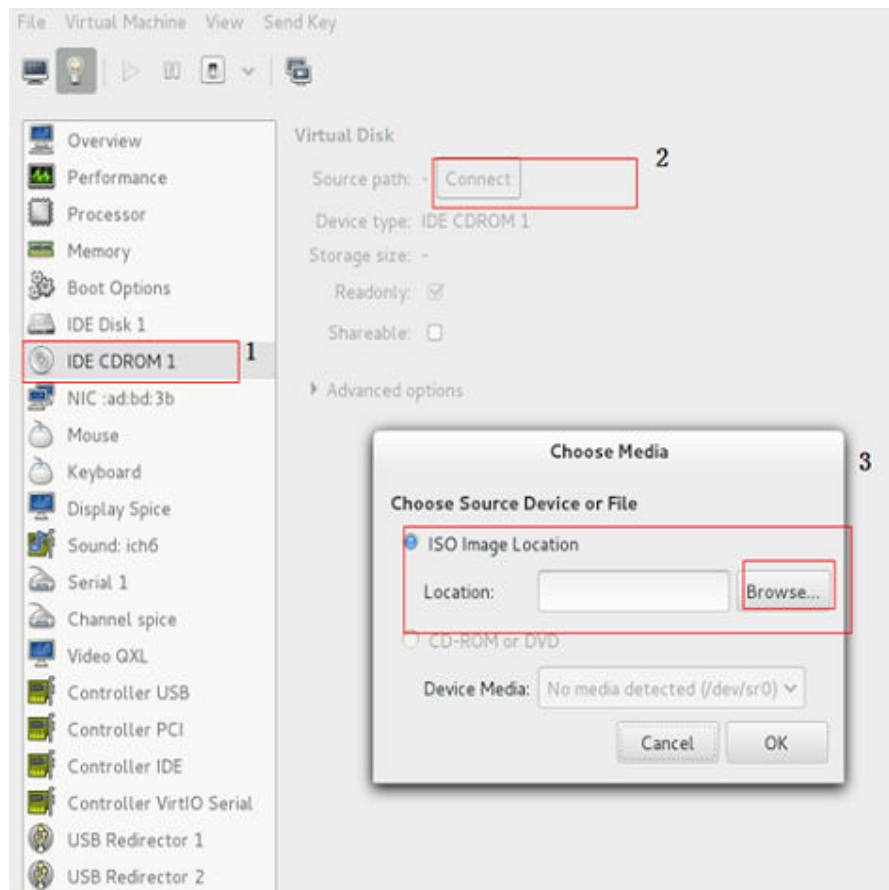 File Virtual Machine View Send Key
Overview
Performance
Processor
Memory
Boot Options
IDE Disk 1
IDE CDROM 1
1
NIC :ad:bd:3b
Mouse
Keyboard
Display Spice
Sound: ich6
Serial 1
Channel spice
Video QXL
Controller USB
Controller PCI
Controller IDE
Controller VirtIO Serial
USB Redirector 1
USB Redirector 2
Virtual Disk
2
Source path: - Connect
Device type: IDE CDROM 1
Storage size: -
Readonly:
Shareable:
Advanced options
Choose Media
3
Choose Source Device or File
ISO Image Location
Location: Browse...
CD-ROM or DVD
Device Media: No media detected (/dev/sr0)
Cancel OK